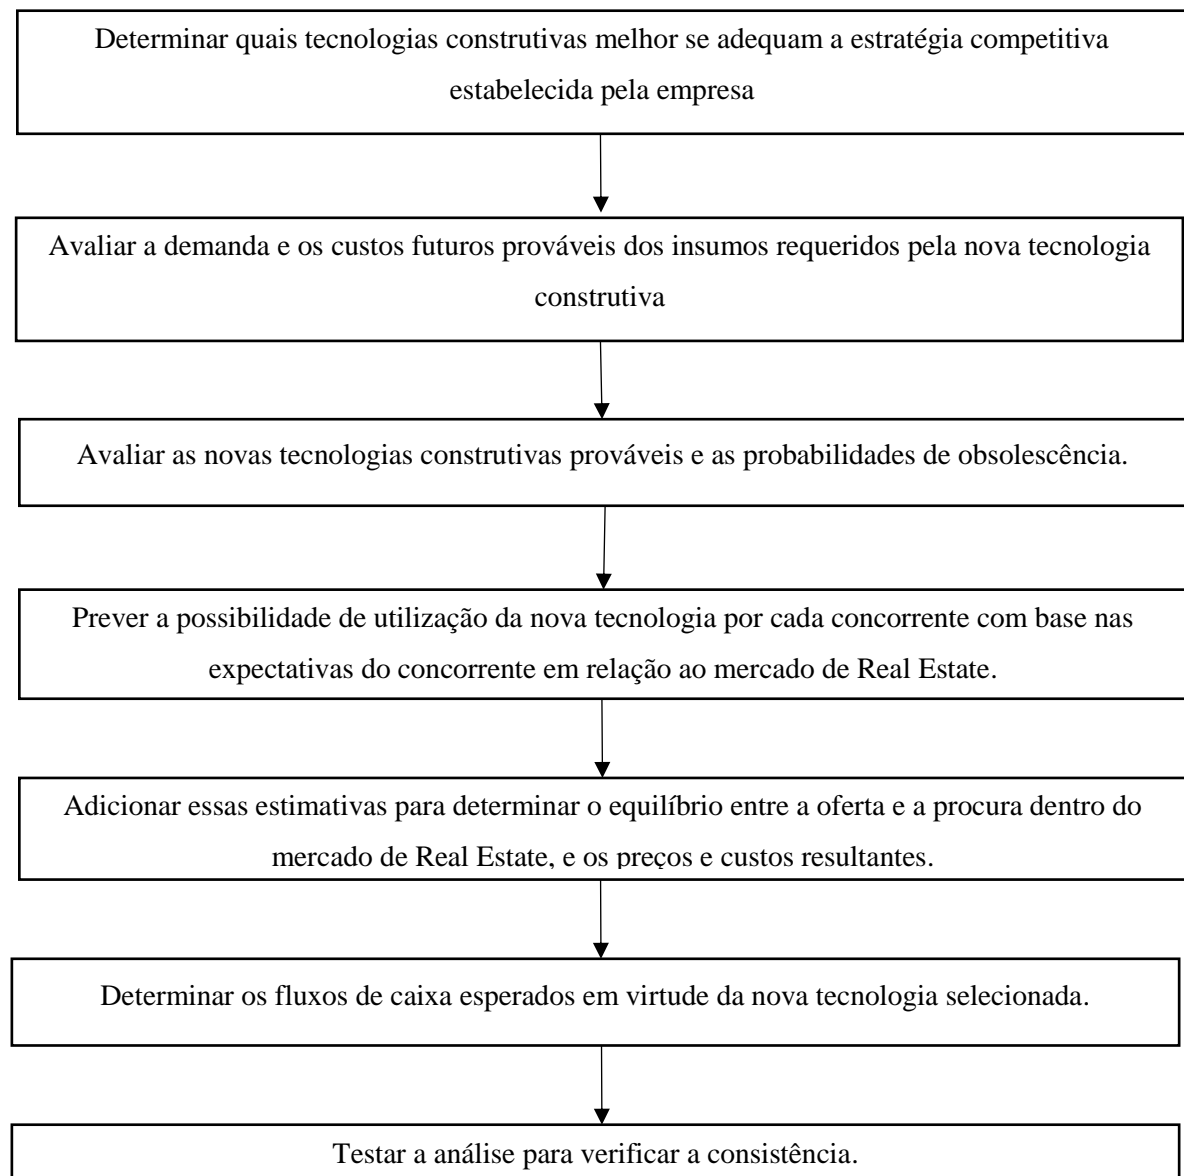 Determinar quais tecnologias construtivas melhor se adequam a estratégia competitiva
estabelecida pela empresa
Avaliar a demanda e os custos futuros prováveis dos insumos requeridos pela nova tecnologia
construtiva
Avaliar as novas tecnologias construtivas prováveis e as probabilidades de obsolescência.
Prever a possibilidade de utilização da nova tecnologia por cada concorrente com base nas
expectativas do concorrente em relação ao mercado de Real Estate.
Adicionar essas estimativas para determinar o equilíbrio entre a oferta e a procura dentro do
mercado de Real Estate, e os preços e custos resultantes.
Determinar os fluxos de caixa esperados em virtude da nova tecnologia selecionada.
Testar a análise para verificar a consistência.